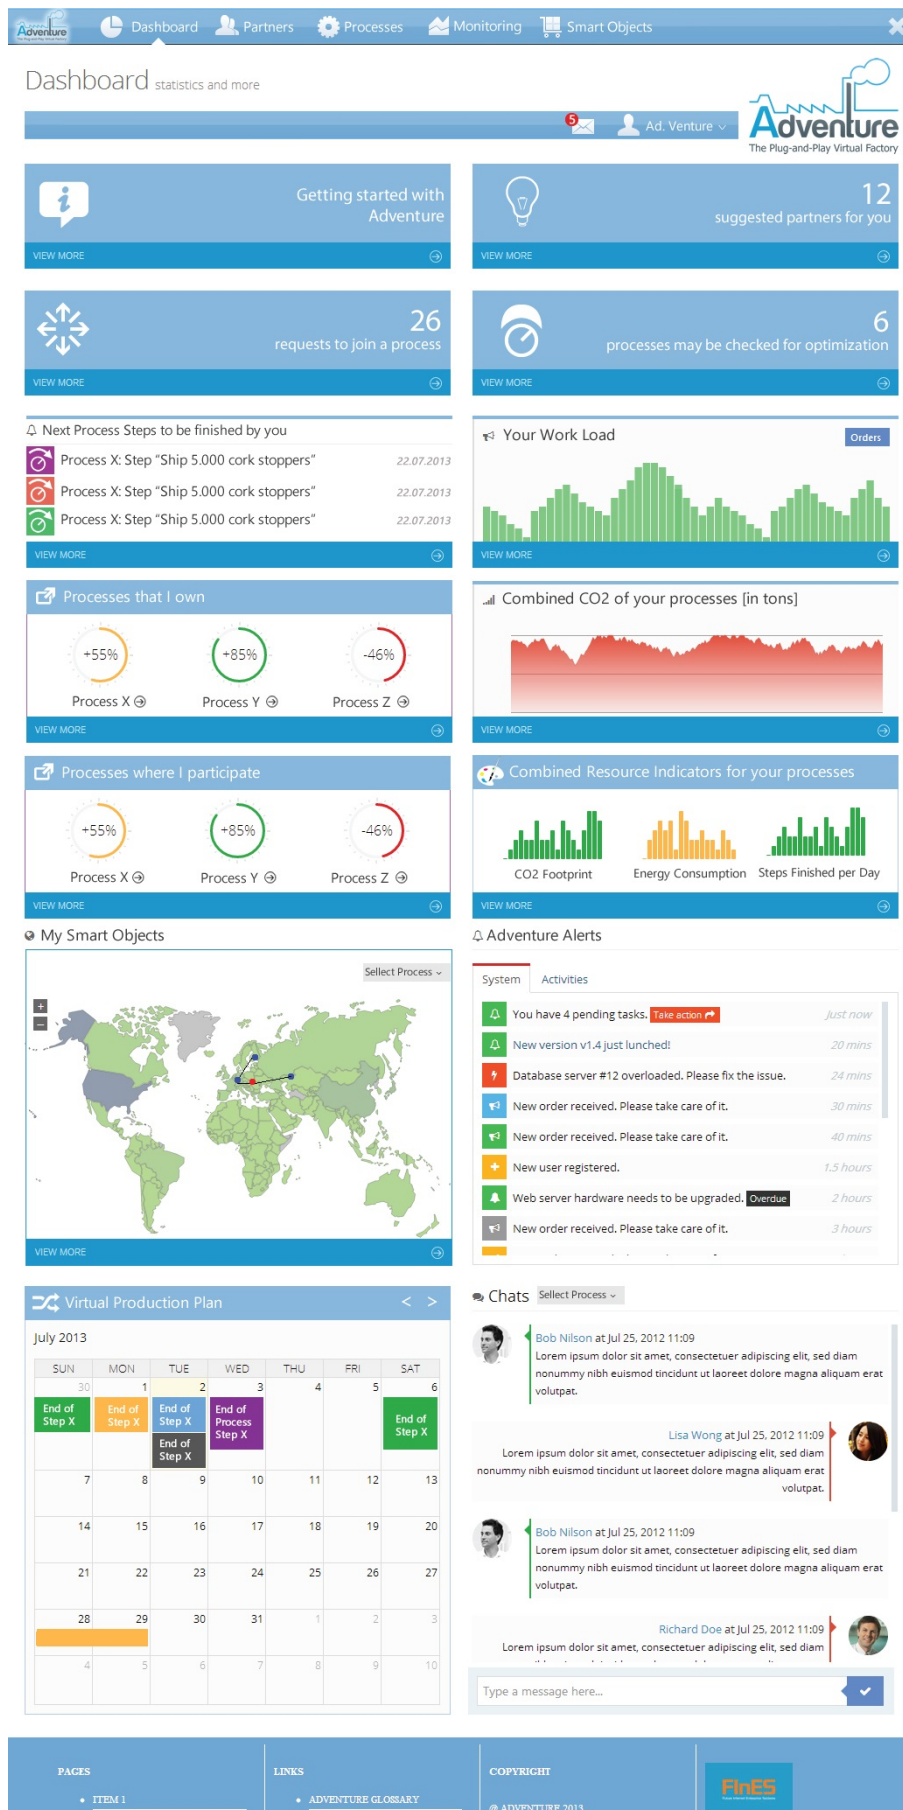 Adventure
Dashboard
Partners
Processes
Monitoring
Smart Objects
Dashboard statistics and more
5
Ad. Venture
Adventure
The Plug-and-Play Virtual Factory
Getting started with
Adventure
VIEW MORE
12
suggested partners for you
VIEW MORE
26
requests to join a process
VIEW MORE
6
processes may be checked for optimization
VIEW MORE
Next Process Steps to be finished by you
Process X: Step "Ship 5.000 cork stoppers" 22.07.2013
Process X: Step "Ship 5.000 cork stoppers" 22.07.2013
Process X: Step "Ship 5.000 cork stoppers" 22.07.2013
VIEW MORE
Your Work Load
Orders
VIEW MORE
Processes that I own
+55% +85% -46%
Process X Process Y Process Z
VIEW MORE
Combined CO2 of your processes [in tons]
VIEW MORE
Processes where I participate
+55% +85% -46%
Process X Process Y Process Z
VIEW MORE
Combined Resource Indicators for your processes
CO2 Footprint Energy Consumption Steps Finished per Day
VIEW MORE
My Smart Objects
Sellect Process
+
–
VIEW MORE
Adventure Alerts
System Activities
You have 4 pending tasks. Take action Just now
New version v1.4 just lunched! 20 mins
Database server #12 overloaded. Please fix the issue. 24 mins
New order received. Please take care of it. 30 mins
New order received. Please take care of it. 40 mins
New user registered. 1.5 hours
Web server hardware needs to be upgraded. Overdue 2 hours
New order received. Please take care of it. 3 hours
Virtual Production Plan < >
July 2013
SUN MON TUE WED THU FRI SAT
30 1 2 3 4 5 6
End of
Step X
End of
Step X
End of
Step X
End of
Step X
End of
Process
Step X
End of
Step X
7 8 9 10 11 12 13
14 15 16 17 18 19 20
21 22 23 24 25 26 27
28 29 30 31 1 2 3
4 5 6 7 8 9 10
Chats Sellect Process
Bob Nilson at Jul 25, 2012 11:09
Lorem ipsum dolor sit amet, consectetuer adipiscing elit, sed diam
nonummy nibh euismod tincidunt ut laoreet dolore magna aliquam erat
volutpat.
Lisa Wong at Jul 25, 2012 11:09
Lorem ipsum dolor sit amet, consectetuer adipiscing elit, sed diam
nonummy nibh euismod tincidunt ut laoreet dolore magna aliquam erat
volutpat.
Bob Nilson at Jul 25, 2012 11:09
Lorem ipsum dolor sit amet, consectetuer adipiscing elit, sed diam
nonummy nibh euismod tincidunt ut laoreet dolore magna aliquam erat
volutpat.
Richard Doe at Jul 25, 2012 11:09
Lorem ipsum dolor sit amet, consectetuer adipiscing elit, sed diam
Type a message here...
PAGES
ITEM 1
LINKS
ADVENTURE GLOSSARY
COPYRIGHT
@ ADVENTURE 2013
FInES